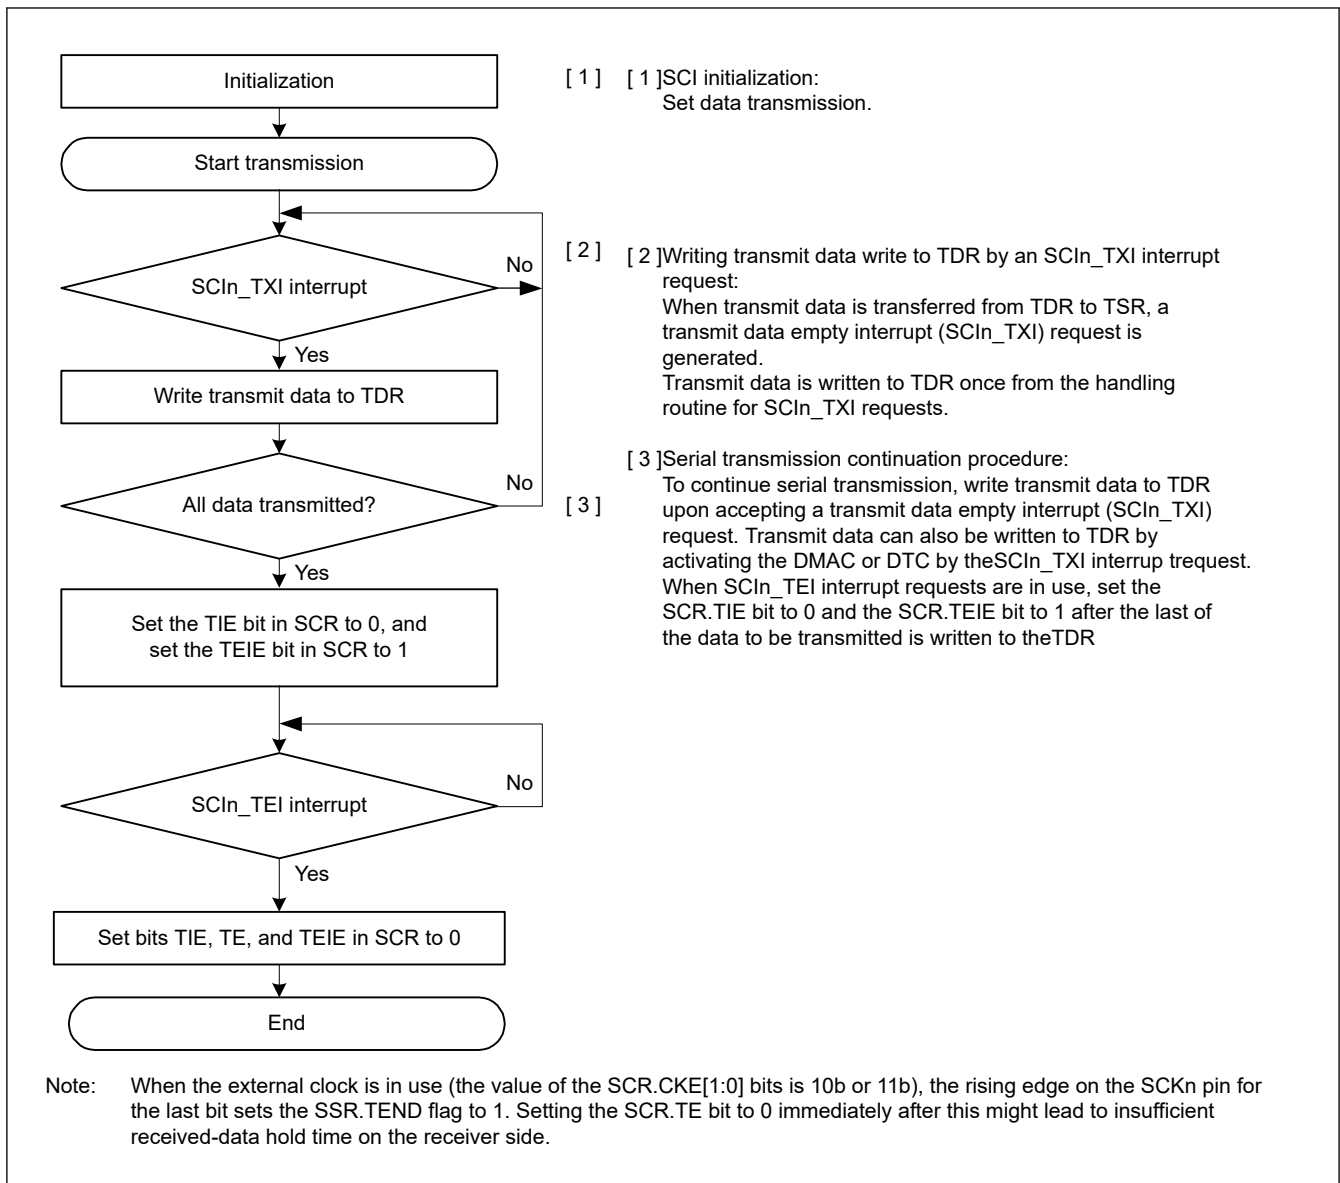 Initialization
[ 1 ]
[ 1 ]SCI initialization:
Set data transmission.
Start transmission
SCIn_TXI interrupt
No
Yes
[ 2 ]
[ 2 ]Writing transmit data write to TDR by an SCIn_TXI interrupt
request:
When transmit data is transferred from TDR to TSR, a
transmit data empty interrupt (SCIn_TXI) request is
generated.
Transmit data is written to TDR once from the handling
routine for SCIn_TXI requests.
Write transmit data to TDR
All data transmitted?
No
Yes
[ 3 ]
[ 3 ]Serial transmission continuation procedure:
To continue serial transmission, write transmit data to TDR
upon accepting a transmit data empty interrupt (SCIn_TXI)
request. Transmit data can also be written to TDR by
activating the DMAC or DTC by theSCIn_TXI interrup trequest.
When SCIn_TEI interrupt requests are in use, set the
SCR.TIE bit to 0 and the SCR.TEIE bit to 1 after the last of
the data to be transmitted is written to theTDR
Set the TIE bit in SCR to 0, and
set the TEIE bit in SCR to 1
SCIn_TEI interrupt
No
Yes
Set bits TIE, TE, and TEIE in SCR to 0
End
Note: When the external clock is in use (the value of the SCR.CKE[1:0] bits is 10b or 11b), the rising edge on the SCKn pin for
the last bit sets the SSR.TEND flag to 1. Setting the SCR.TE bit to 0 immediately after this might lead to insufficient
received-data hold time on the receiver side.